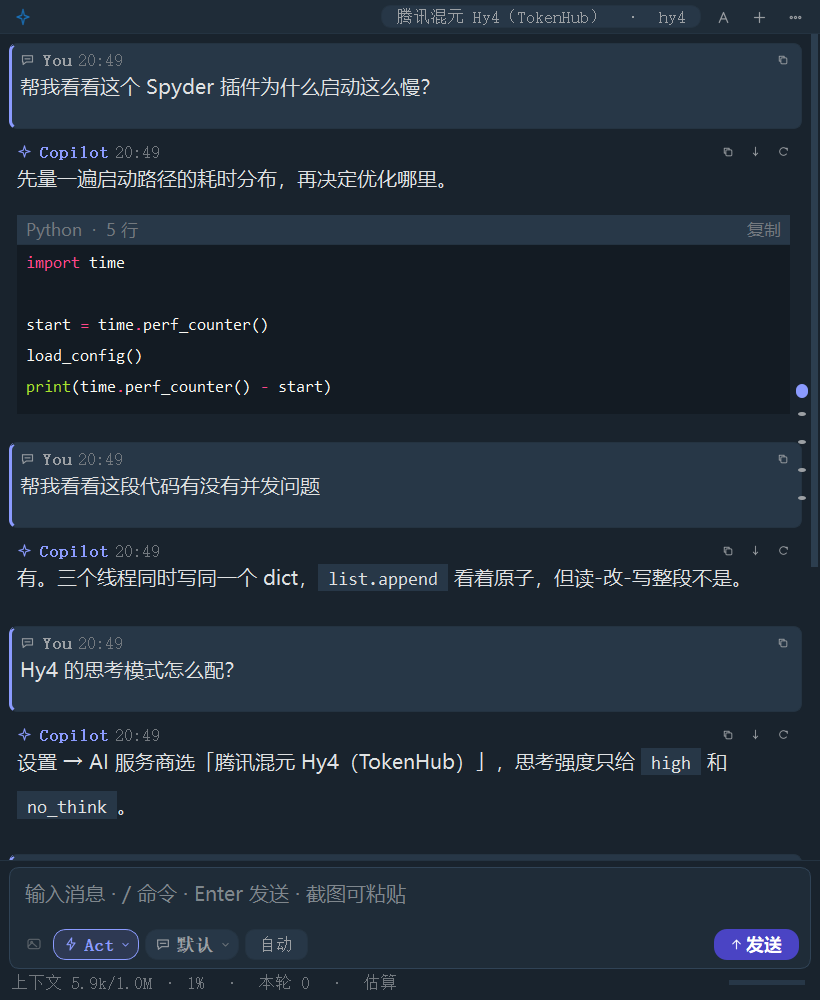 腾讯混元 Hy4（TokenHub） · hy4 A
You 20:49
帮我看看这个 Spyder 插件为什么启动这么慢?
Copilot 20:49
先量一遍启动路径的耗时分布，再决定优化哪里。
Python · 5 行 复制
import time
start = time.perf_counter()
load_config()
print(time.perf_counter() - start)
You 20:49
帮我看看这段代码有没有并发问题
Copilot 20:49
有。三个线程同时写同一个 dict，list.append 看着原子，但读-改-写整段不是。
You 20:49
Hy4 的思考模式怎么配?
Copilot 20:49
设置 → AI 服务商选「腾讯混元 Hy4（TokenHub）」，思考强度只给 high 和
no_think 。
输入消息 · / 命令 · Enter 发送 · 截图可粘贴
Act 默认 自动 ↑ 发送
上下文 5.9k/1.0M · 1% · 本轮 0 · 估算